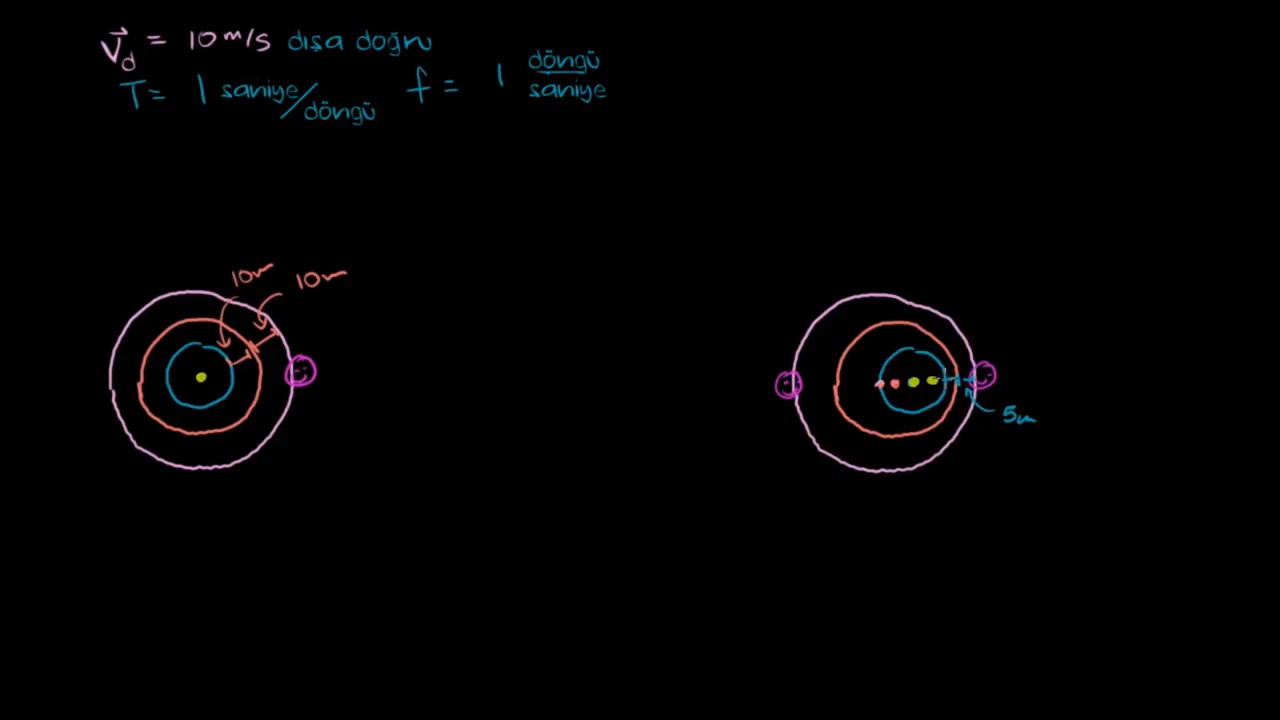 V⃗d = 10 m/s dışa doğru
T = 1 saniye/döngü f = 1 döngü/saniye
10m 10m
5m